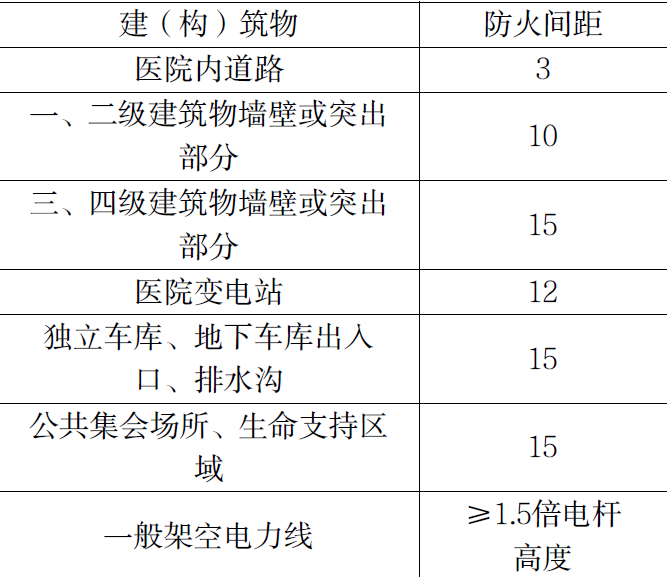 建（构）筑物 防火间距
医院内道路 3
一、二级建筑物墙壁或突出
部分 10
三、四级建筑物墙壁或突出
部分 15
医院变电站 12
独立车库、地下车库出入
口、排水沟 15
公共集会场所、生命支持区
域 15
一般架空电力线 ≥1.5倍电杆
高度